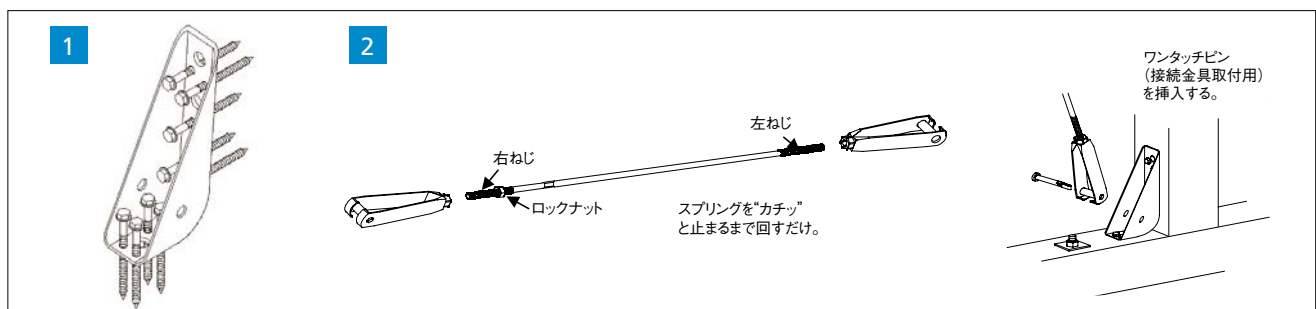 1
2
右ねじ
ロックナット
左ねじ
スプリングを“カチッ”
と止まるまで回すだけ。
ワンタッチピン
（接続金具取付用）
を挿入する。